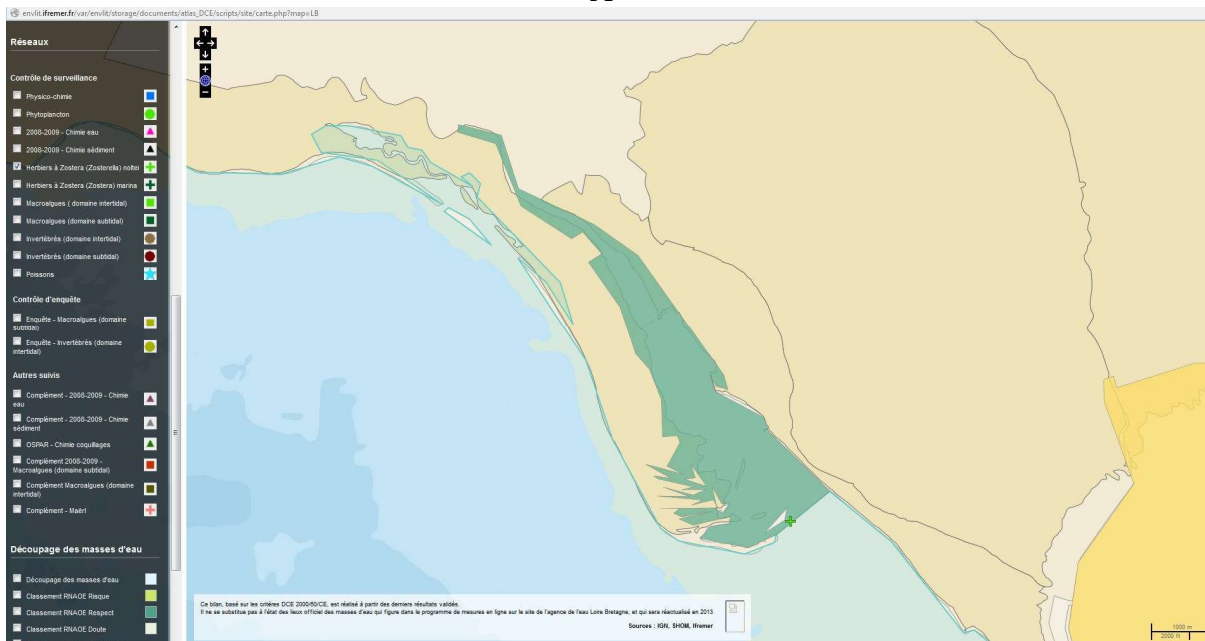 envlit.ifremer.fr/var/envlit/storage/documents/atlas_DCE/scripts/site/carte.php?map=LB
Réseaux
Contrôle de surveillance
Physico-chimie
Phytoplancton
2008-2009 - Chimie eau
2008-2009 - Chimie sédiment
Herbiers à Zostera (Zosterella) noltei
Herbiers à Zostera (Zostera) marina
Macroalgues ( domaine intertidal)
Macroalgues (domaine subtidal)
Invertébrés (domaine intertidal)
Invertébrés (domaine subtidal)
Poissons
Contrôle d'enquête
Enquête - Macroalgues (domaine
subtidal)
Enquête - Invertébrés (domaine
intertidal)
Autres suivis
Complément - 2008-2009 - Chimie
eau
Complément - 2008-2009 - Chimie
sédiment
OSPAR - Chimie coquillages
Complément 2008-2009 -
Macroalgues (domaine subtidal)
Complément Macroalgues (domaine
intertidal)
Complément - Maërl
Découpage des masses d'eau
Découpage des masses d'eau
Classement RNAOE Risque
Classement RNAOE Respect
Classement RNAOE Doute
Ce bilan, basé sur les critères DCE 2000/60/CE, est réalisé à partir des derniers résultats validés.
Il ne se substitue pas à l'état des lieux officiel des masses d'eau qui figure dans le programme de mesures en ligne sur le site de l'agence de l'eau Loire Bretagne, et qui sera réactualisé en 2013
Sources : IGN, SHOM, Ifremer
1000 m
2000 ft